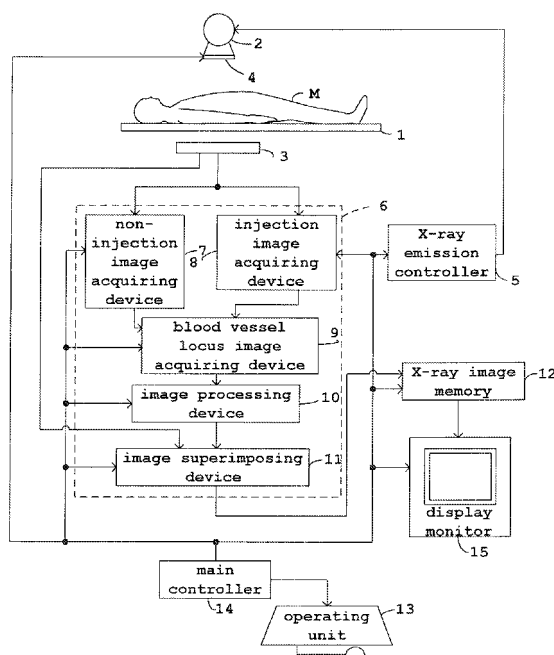 2
4
M
1
3
6
non-
injection
image
acquiring
device
7
8
injection
image
acquiring
device
X-ray
emission
controller
5
blood vessel
locus image
acquiring device
9
X-ray image
memory
12
image processing
device
10
image superimposing
device
11
display
monitor
15
main
controller
14
operating
unit
13